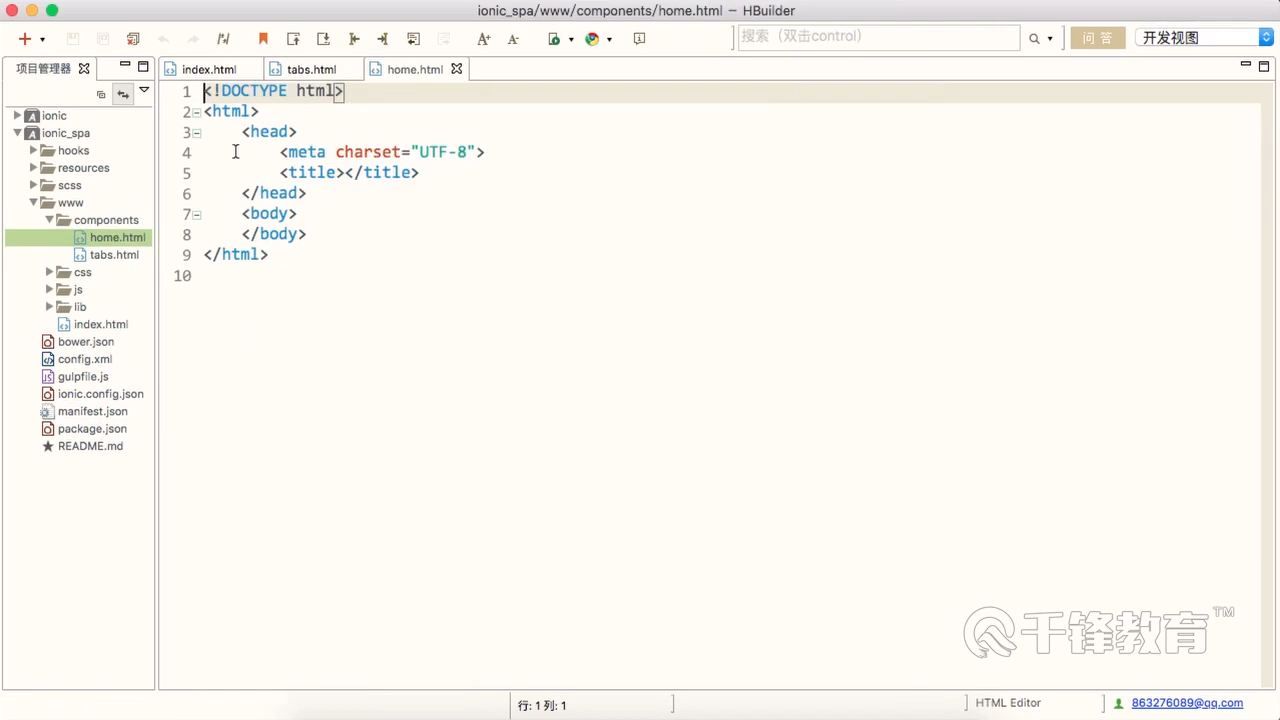 ionic_spa/www/components/home.html — HBuilder
搜索（双击control）
问 答
开发视图
项目管理器
index.html
tabs.html
home.html
ionic
ionic_spa
hooks
resources
scss
www
components
home.html
tabs.html
css
js
lib
index.html
bower.json
config.xml
gulpfile.js
ionic.config.json
manifest.json
package.json
README.md
1 <!DOCTYPE html>
2 <html>
3 <head>
4 <meta charset="UTF-8">
5 <title></title>
6 </head>
7 <body>
8 </body>
9 </html>
10
千锋教育™
行: 1 列: 1
HTML Editor
863276089@qq.com